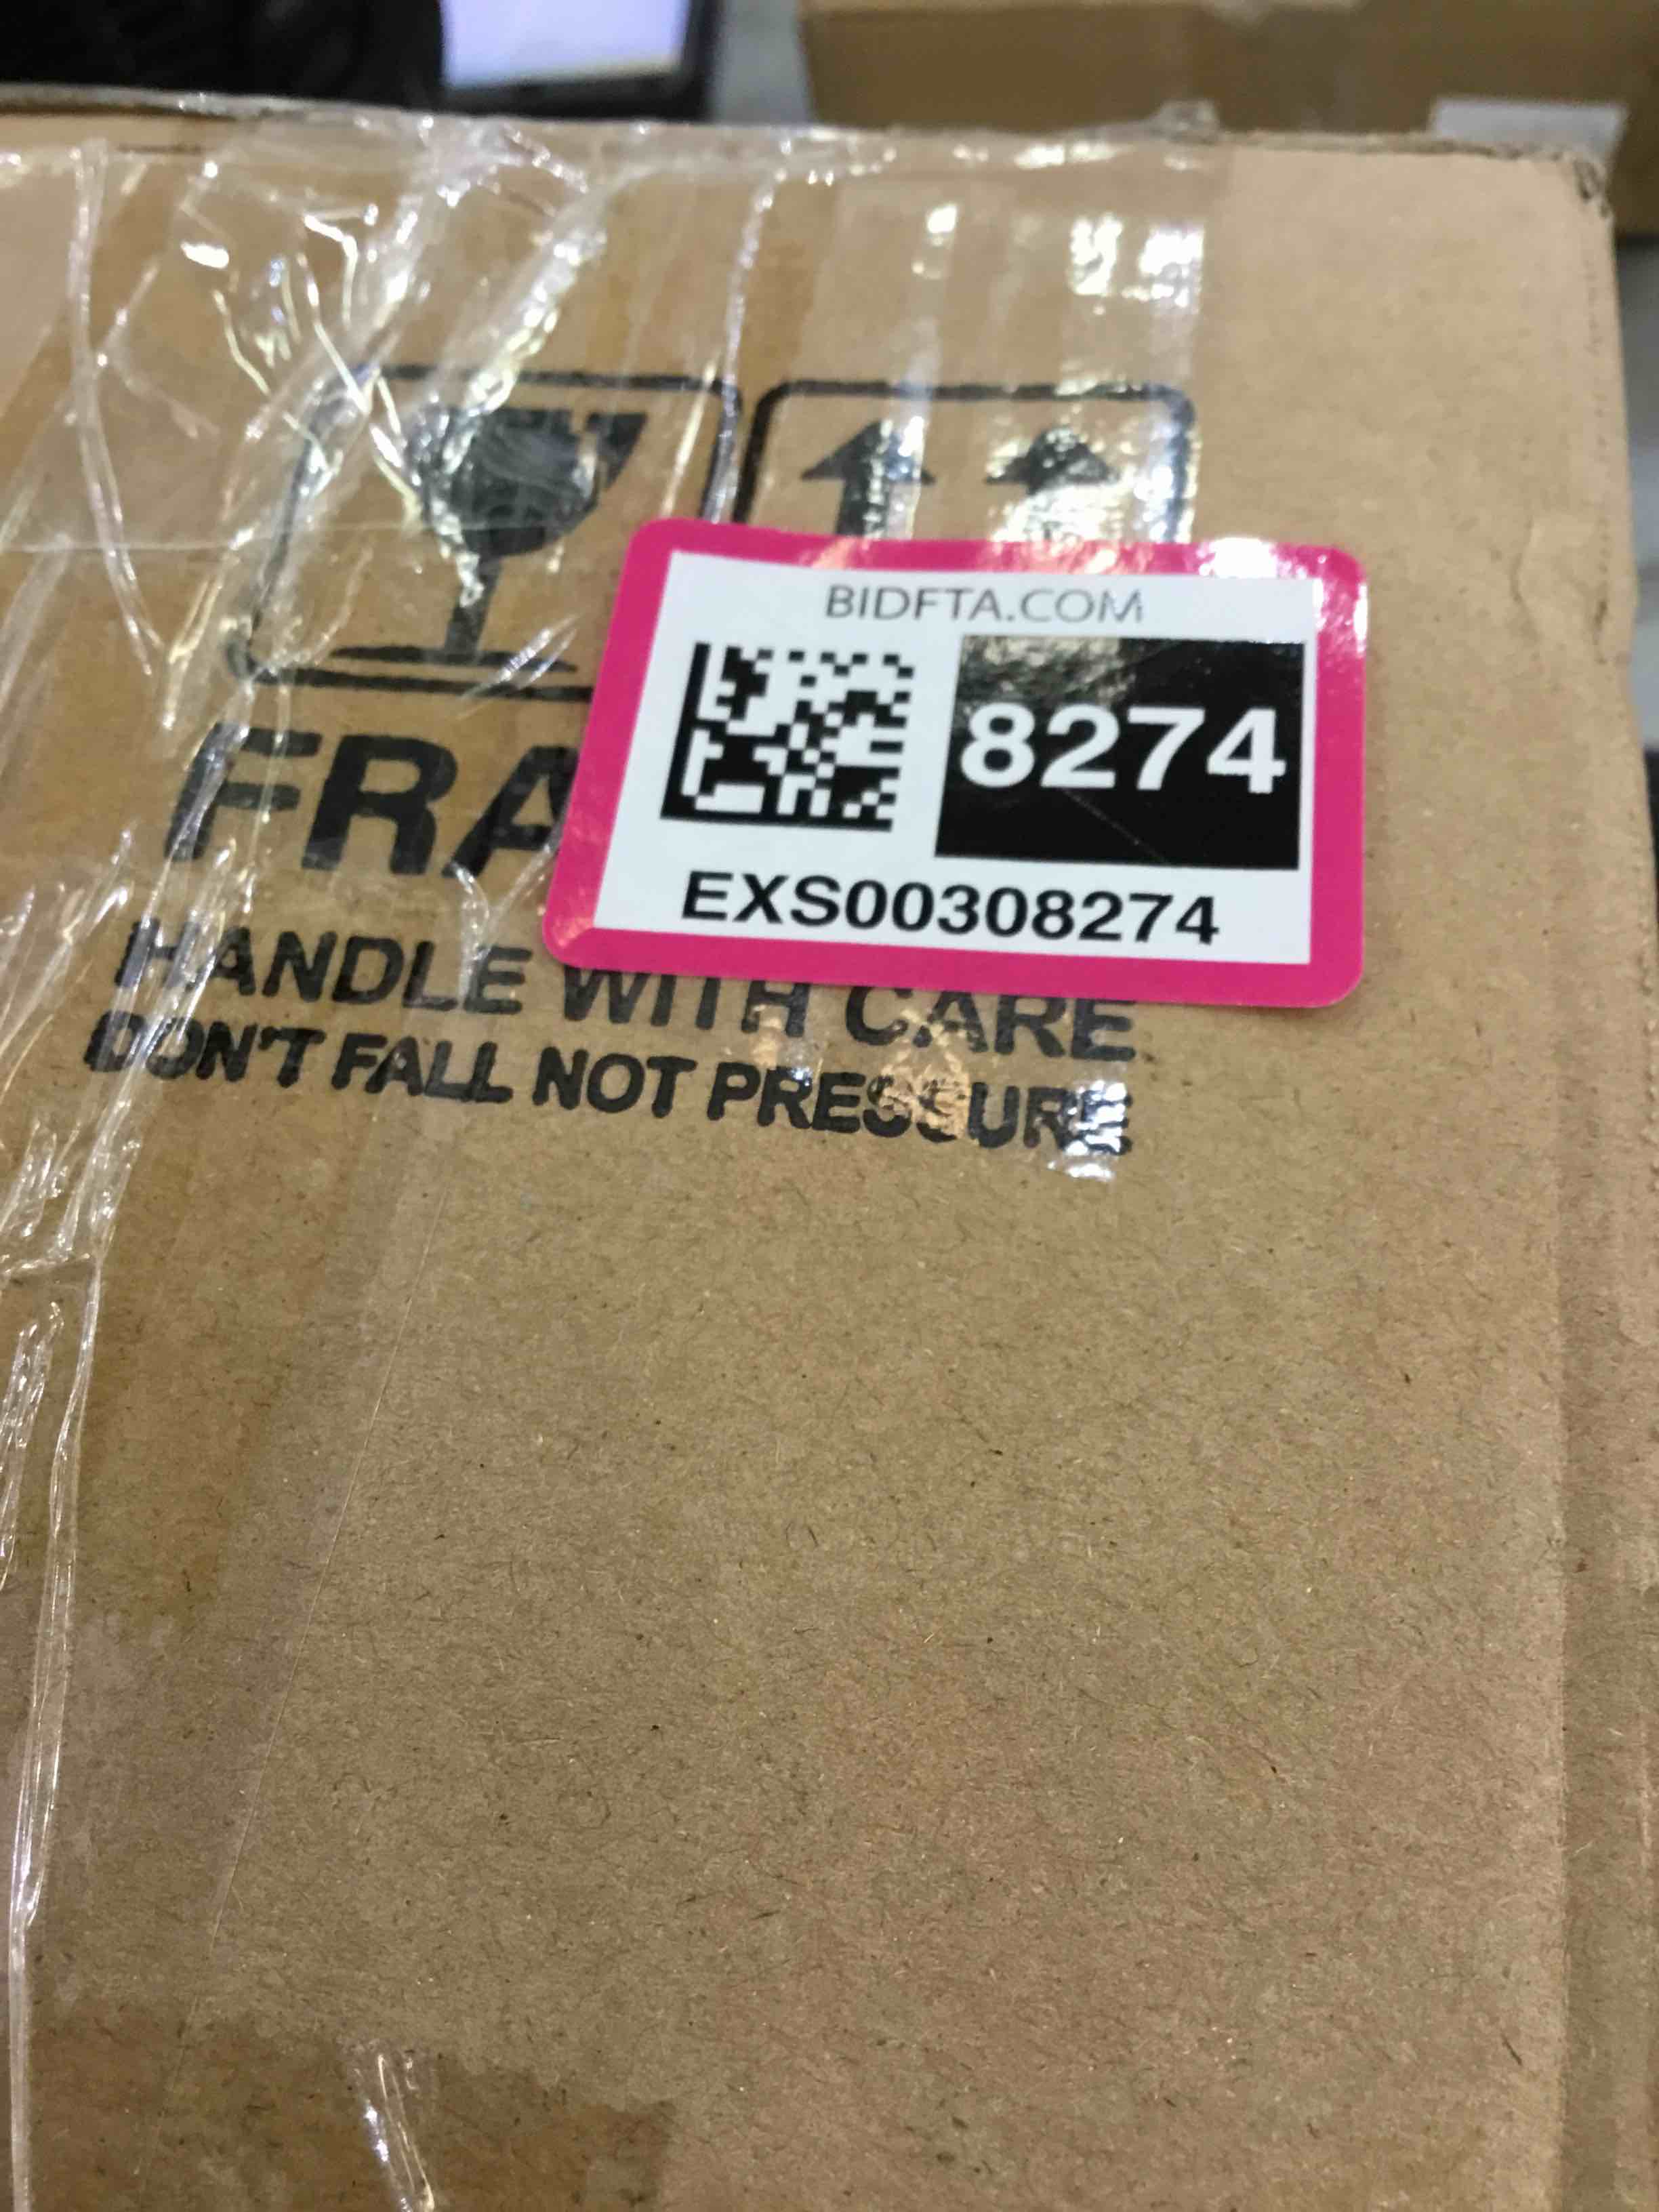 BIDFTA.COM
8274
EXS00308274
FRA
HANDLE WITH CARE
DON'T FALL NOT PRESSURE